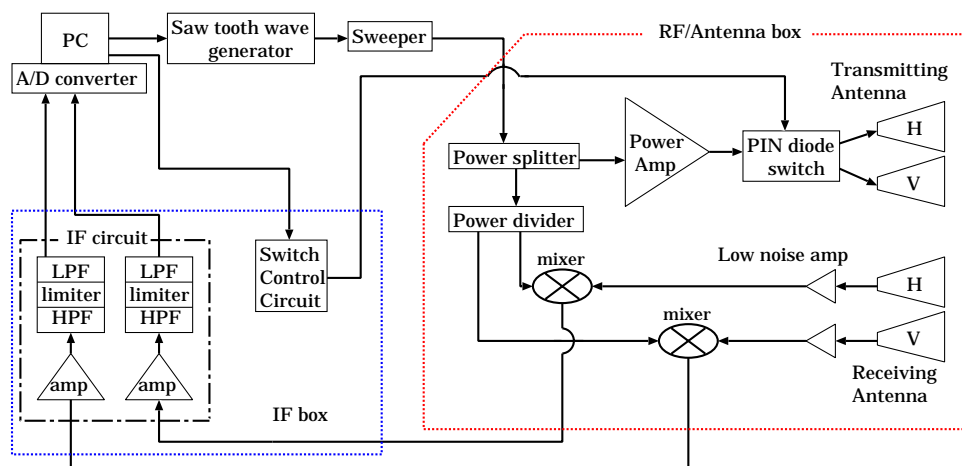 PC
Saw tooth wave
generator
Sweeper
RF/Antenna box
A/D converter
Transmitting
Antenna
H
Power
Amp
PIN diode
switch
Power splitter
V
Power divider
IF circuit
Switch
Control
Circuit
LPF
limiter
HPF
LPF
limiter
HPF
mixer
Low noise amp
H
mixer
V
amp
amp
Receiving
Antenna
IF box